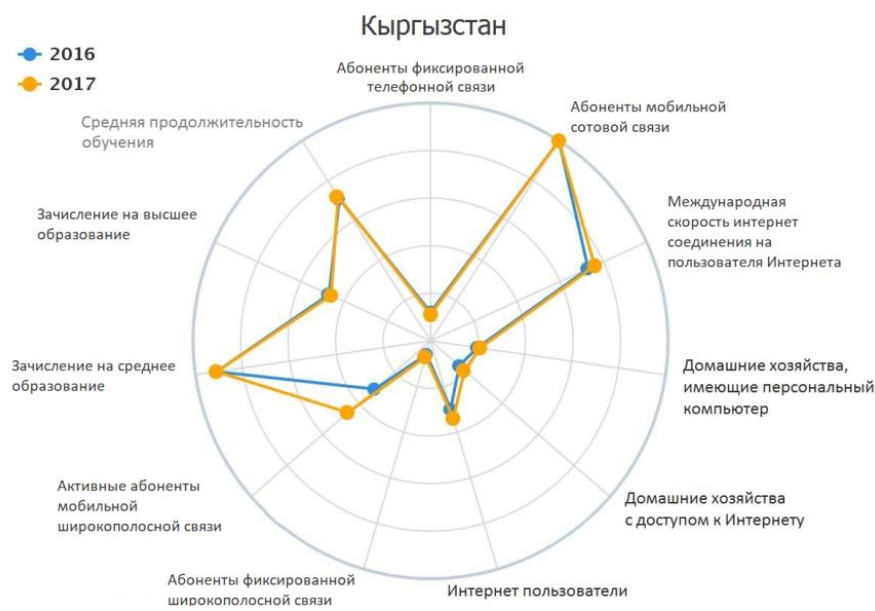 Кыргызстан
2016
2017
Абоненты фиксированной
телефонной связи
Абоненты мобильной
сотовой связи
Международная
скорость интернет
соединения на
пользователя Интернета
Домашние хозяйства,
имеющие персональный
компьютер
Домашние хозяйства
с доступом к Интернету
Интернет пользователи
Абоненты фиксированной
широкополосной связи
Активные абоненты
мобильной
широкополосной связи
Зачисление на среднее
образование
Зачисление на высшее
образование
Средняя продолжительность
обучения